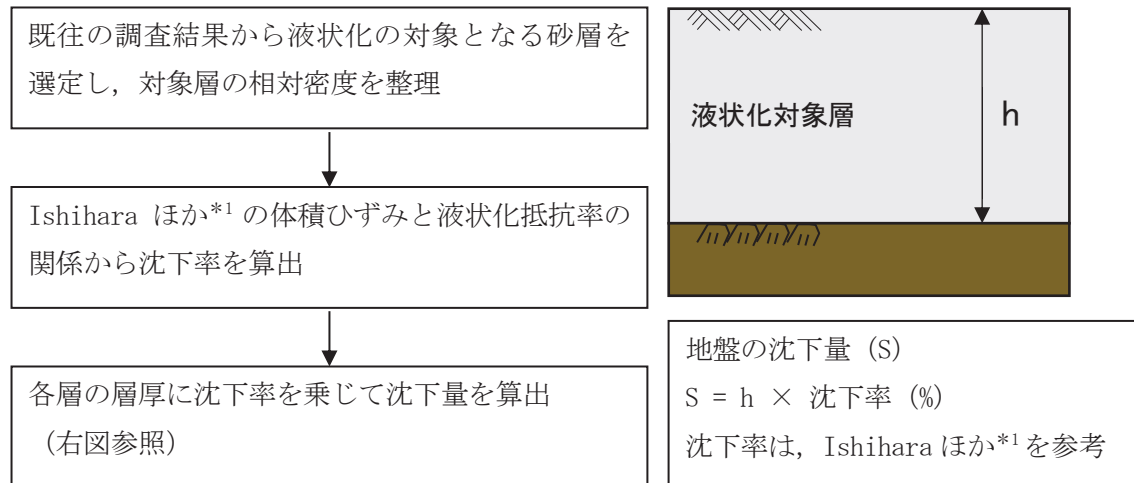 既往の調査結果から液状化の対象となる砂層を
選定し，対象層の相対密度を整理
Ishihara ほか*1 の体積ひずみと液状化抵抗率の
関係から沈下率を算出
各層の層厚に沈下率を乗じて沈下量を算出
（右図参照）
液状化対象層
h
地盤の沈下量（S）
S = h × 沈下率（%）
沈下率は，Ishihara ほか*1 を参考